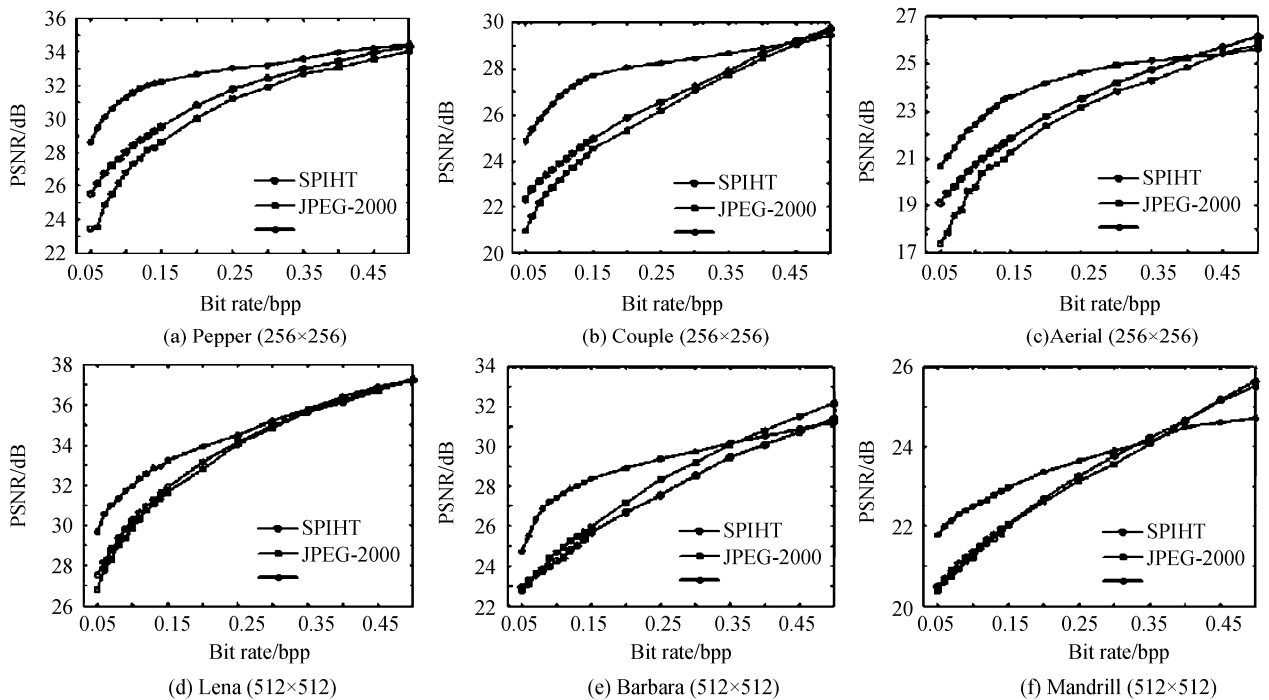 PSNR/dB
34
32
30
28
26
24
22
0.05 0.15 0.25 0.35 0.45
SPIHT
JPEG-2000
Bit rate/bpp
(a) Pepper (256×256)
PSNR/dB
30
28
26
24
22
20
0.05 0.15 0.25 0.35 0.45
SPIHT
JPEG-2000
Bit rate/bpp
(b) Couple (256×256)
PSNR/dB
27
25
23
21
19
17
0.05 0.15 0.25 0.35 0.45
SPIHT
JPEG-2000
Bit rate/bpp
(c)Aerial (256×256)
PSNR/dB
38
36
34
32
30
28
26
0.05 0.15 0.25 0.35 0.45
SPIHT
JPEG-2000
Bit rate/bpp
(d) Lena (512×512)
PSNR/dB
34
32
30
28
26
24
22
0.05 0.15 0.25 0.35 0.45
SPIHT
JPEG-2000
Bit rate/bpp
(e) Barbara (512×512)
PSNR/dB
26
24
22
20
0.05 0.15 0.25 0.35 0.45
SPIHT
JPEG-2000
Bit rate/bpp
(f) Mandrill (512×512)